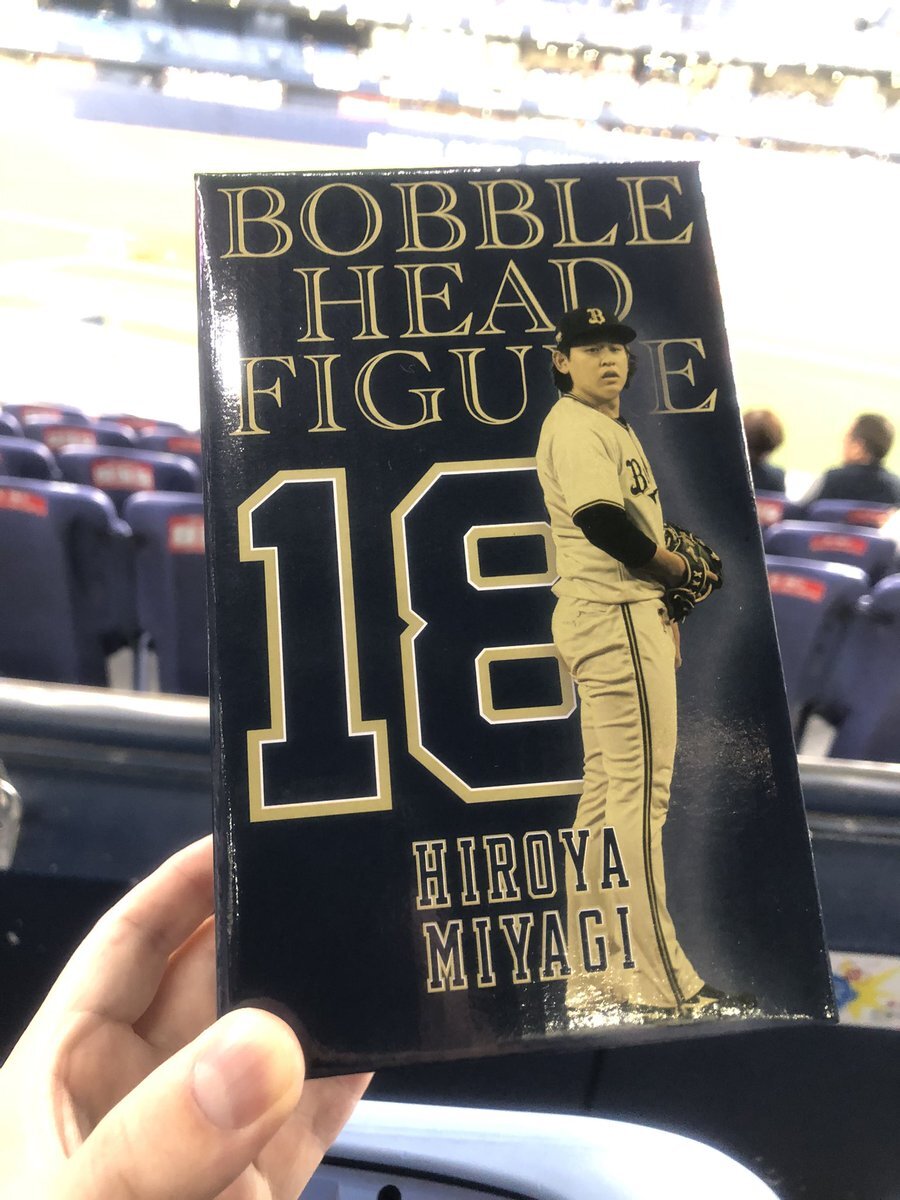 BOBBLE
HEAD
FIGURE
18
HIROYA
MIYAGI